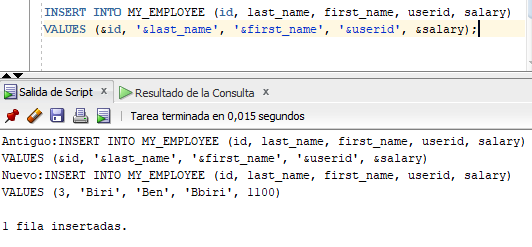 INSERT INTO MY_EMPLOYEE (id, last_name, first_name, userid, salary)
VALUES (&id, '&last_name', '&first_name', '&userid', &salary);
Salida de Script x Resultado de la Consulta x
Tarea terminada en 0,015 segundos
Antiguo:INSERT INTO MY_EMPLOYEE (id, last_name, first_name, userid, salary)
VALUES (&id, '&last_name', '&first_name', '&userid', &salary)
Nuevo:INSERT INTO MY_EMPLOYEE (id, last_name, first_name, userid, salary)
VALUES (3, 'Biri', 'Ben', 'Bbiri', 1100)
1 fila insertadas.